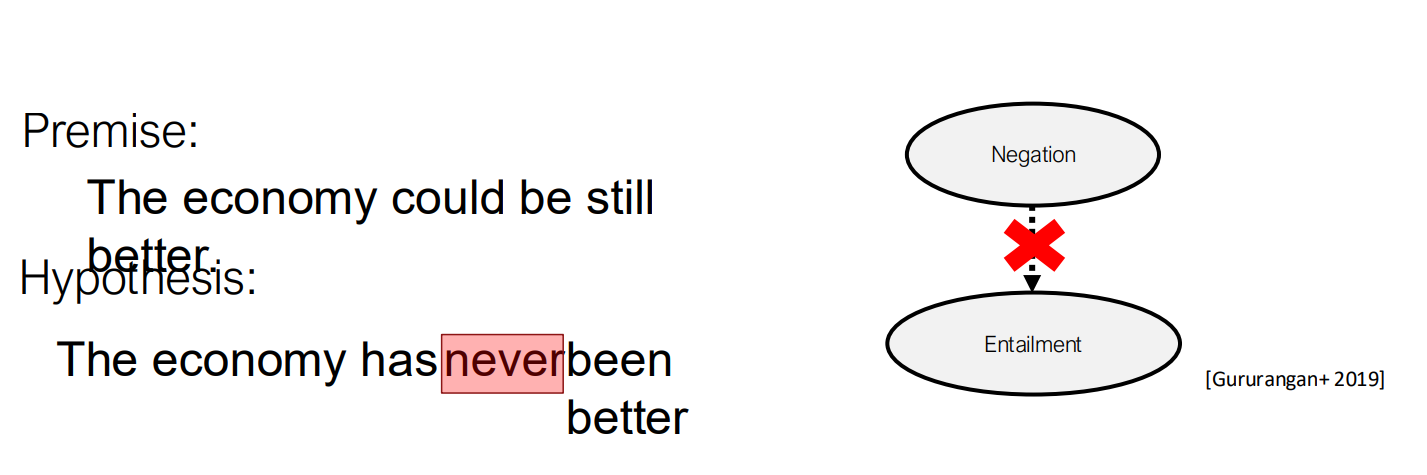 Premise:
The economy could be still
better.
Hypothesis:
The economy has never been
better
Negation
Entailment
[Gururangan+ 2019]